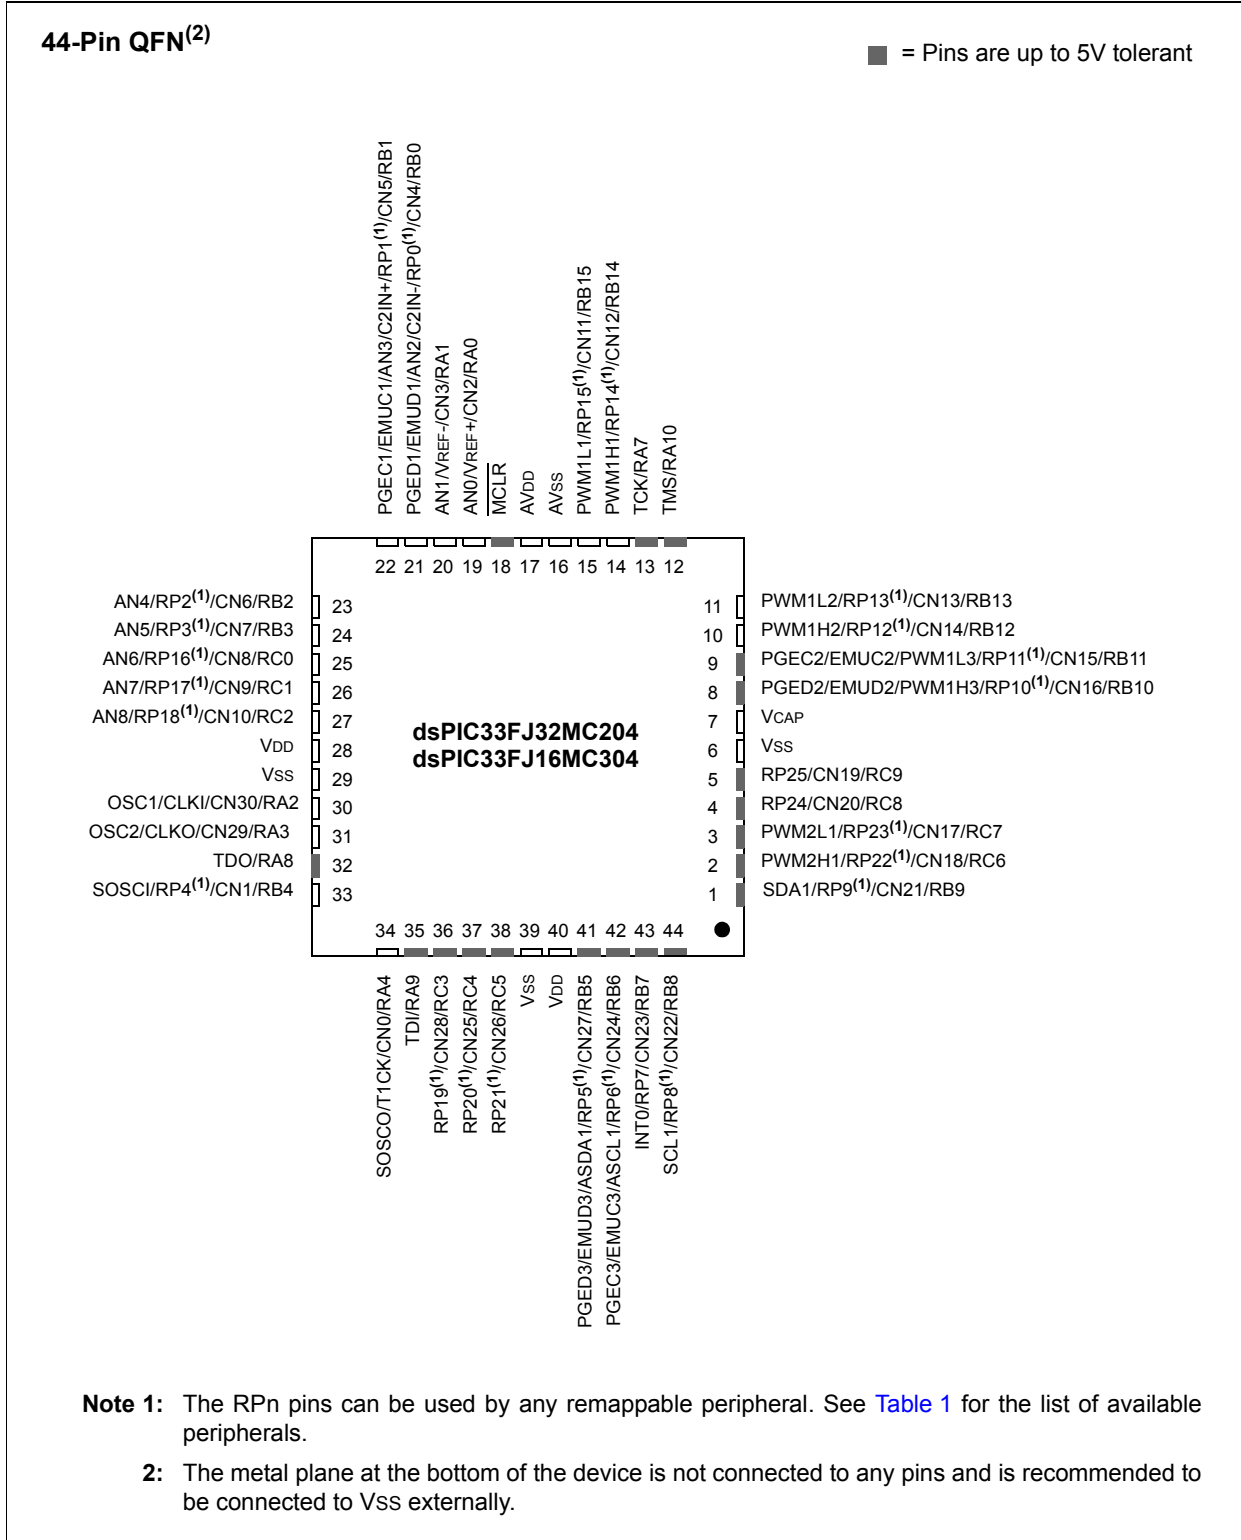 44-Pin QFN(2)
= Pins are up to 5V tolerant
PGEC1/EMUC1/AN3/C2IN+/RP1(1)/CN5/RB1
PGED1/EMUD1/AN2/C2IN-/RP0(1)/CN4/RB0
AN1/VREF-/CN3/RA1
AN0/VREF+/CN2/RA0
MCLR
AVDD
AVSS
PWM1L1/RP15(1)/CN11/RB15
PWM1H1/RP14(1)/CN12/RB14
TCK/RA7
TMS/RA10
22 21 20 19 18 17 16 15 14 13 12
AN4/RP2(1)/CN6/RB2 23
AN5/RP3(1)/CN7/RB3 24
AN6/RP16(1)/CN8/RC0 25
AN7/RP17(1)/CN9/RC1 26
AN8/RP18(1)/CN10/RC2 27
VDD 28
VSS 29
OSC1/CLKI/CN30/RA2 30
OSC2/CLKO/CN29/RA3 31
TDO/RA8 32
SOSCI/RP4(1)/CN1/RB4 33
dsPIC33FJ32MC204
dsPIC33FJ16MC304
11 PWM1L2/RP13(1)/CN13/RB13
10 PWM1H2/RP12(1)/CN14/RB12
9 PGEC2/EMUC2/PWM1L3/RP11(1)/CN15/RB11
8 PGED2/EMUD2/PWM1H3/RP10(1)/CN16/RB10
7 VCAP
6 VSS
5 RP25/CN19/RC9
4 RP24/CN20/RC8
3 PWM2L1/RP23(1)/CN17/RC7
2 PWM2H1/RP22(1)/CN18/RC6
1 SDA1/RP9(1)/CN21/RB9
34 35 36 37 38 39 40 41 42 43 44
SOSCO/T1CK/CN0/RA4
TDI/RA9
RP19(1)/CN28/RC3
RP20(1)/CN25/RC4
RP21(1)/CN26/RC5
VSS
VDD
PGED3/EMUD3/ASDA1/RP5(1)/CN27/RB5
PGEC3/EMUC3/ASCL1/RP6(1)/CN24/RB6
INT0/RP7/CN23/RB7
SCL1/RP8(1)/CN22/RB8
Note 1: The RPn pins can be used by any remappable peripheral. See Table 1 for the list of available
peripherals.
2: The metal plane at the bottom of the device is not connected to any pins and is recommended to
be connected to VSS externally.